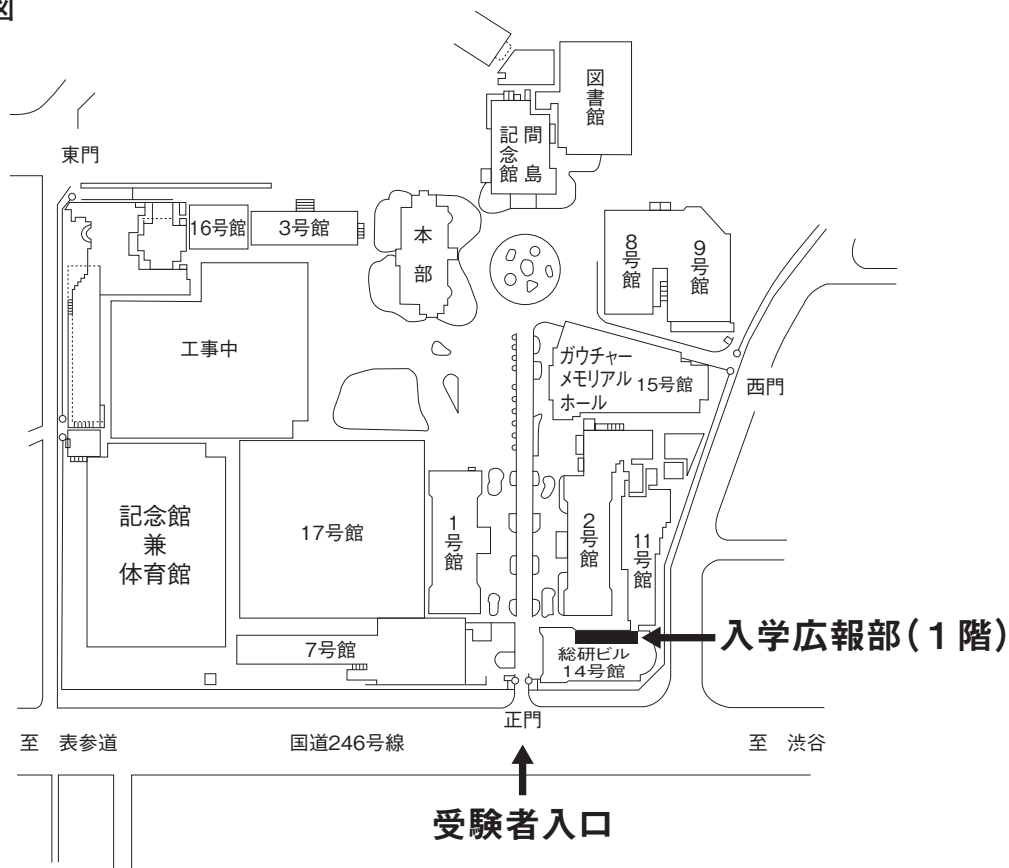 図
図書館
間島
記念館
東門
16号館
3号館
本部
8号館
9号館
工事中
ガウチャー
メモリアル
ホール
15号館
西門
記念館
兼
体育館
17号館
1号館
2号館
11号館
入学広報部(1階)
7号館
総研ビル
14号館
正門
至 表参道
国道246号線
至 渋谷
受験者入口